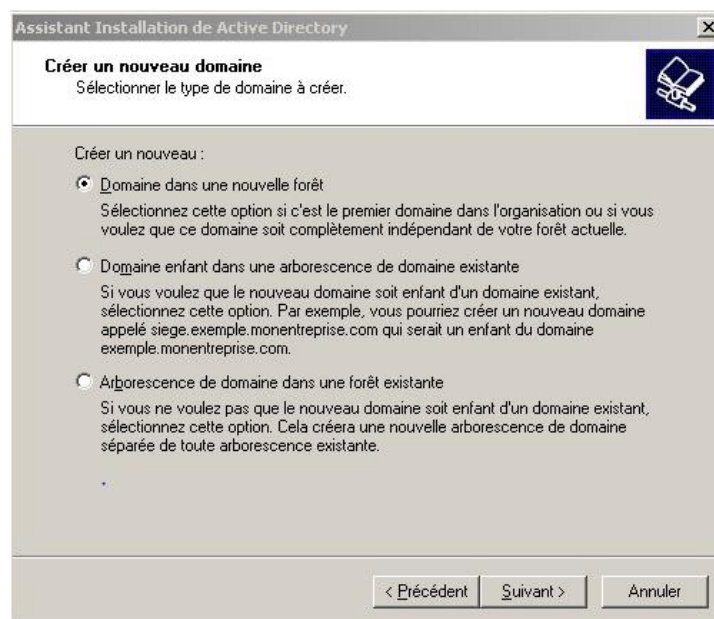 Assistant Installation de Active Directory
Créer un nouveau domaine
Sélectionner le type de domaine à créer.
Créer un nouveau :
Domaine dans une nouvelle forêt
Sélectionnez cette option si c'est le premier domaine dans l'organisation ou si vous
voulez que ce domaine soit complètement indépendant de votre forêt actuelle.
Domaine enfant dans une arborescence de domaine existante
Si vous voulez que le nouveau domaine soit enfant d'un domaine existant,
sélectionnez cette option. Par exemple, vous pourriez créer un nouveau domaine
appelé siege.exemple.monentreprise.com qui serait un enfant du domaine
exemple.monentreprise.com.
Arborescence de domaine dans une forêt existante
Si vous ne voulez pas que le nouveau domaine soit enfant d'un domaine existant,
sélectionnez cette option. Cela créera une nouvelle arborescence de domaine
séparée de toute arborescence existante.
< Précédent Suivant > Annuler